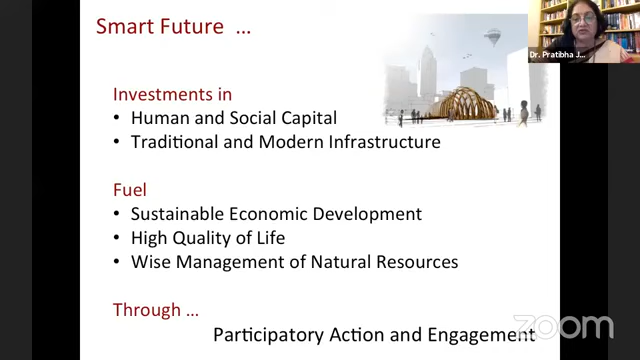 Smart Future ...
Dr. Pratibha J...
Investments in
• Human and Social Capital
• Traditional and Modern Infrastructure
Fuel
• Sustainable Economic Development
• High Quality of Life
• Wise Management of Natural Resources
Through ...
Participatory Action and Engagement
zoom